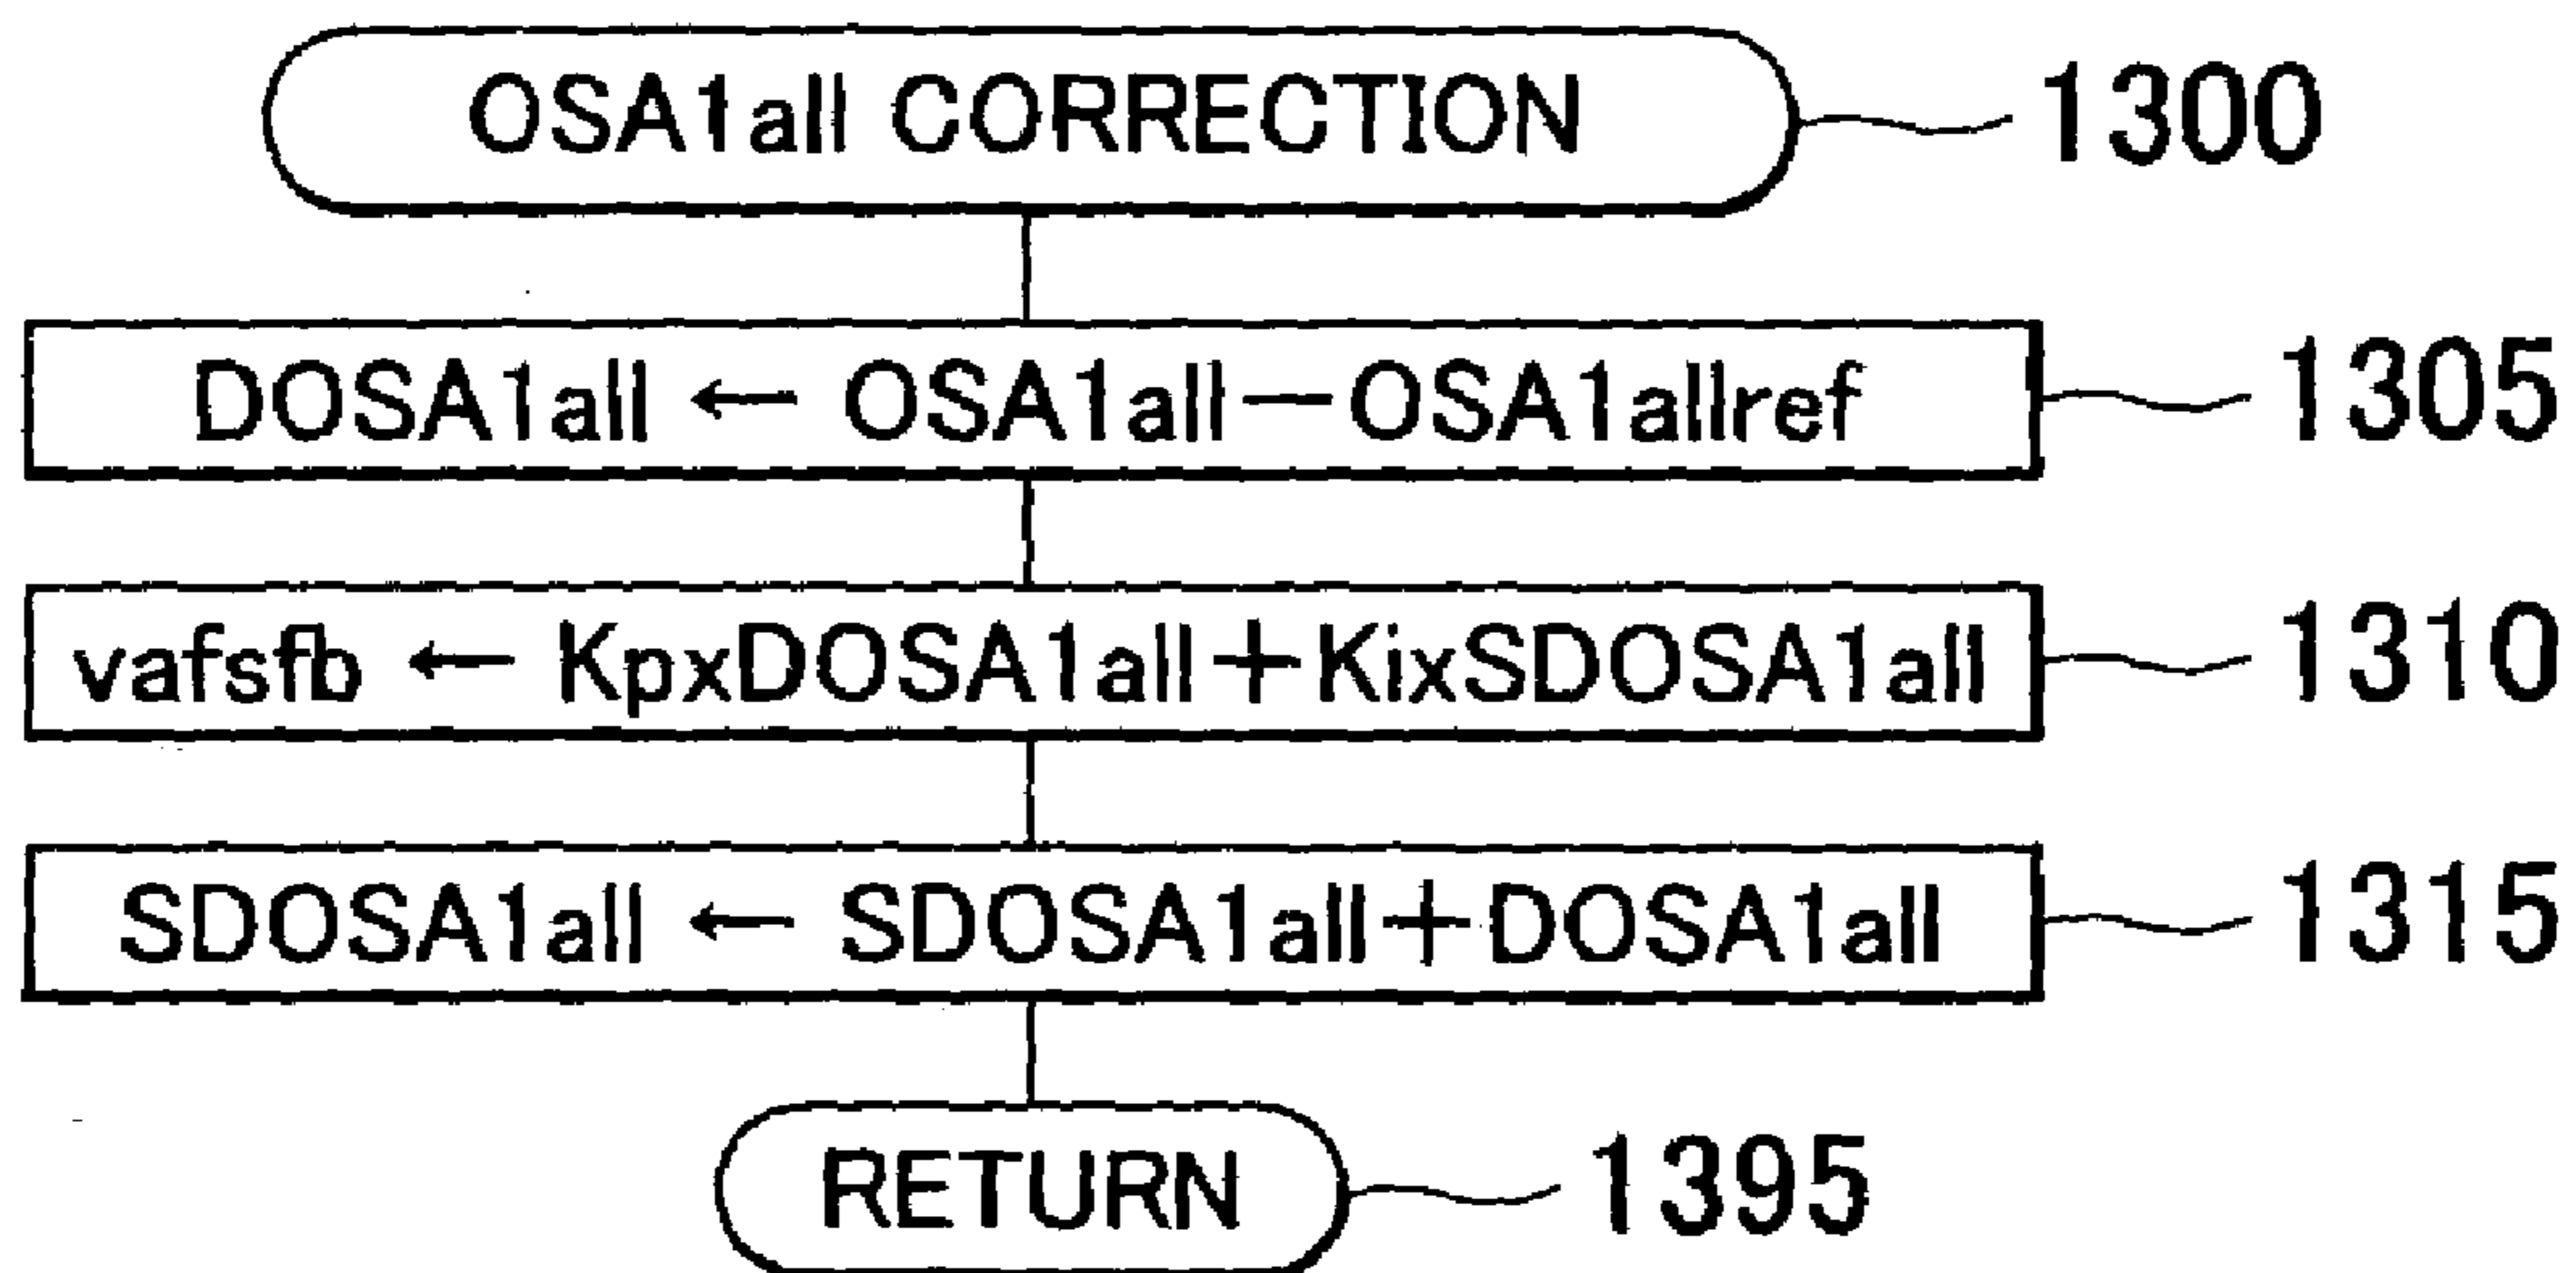 OSA1all CORRECTION 1300
DOSA1all ← OSA1all－OSA1allref 1305
vafsfb ← KpxDOSA1all＋KixSDOSA1all 1310
SDOSA1all ← SDOSA1all＋DOSA1all 1315
RETURN 1395